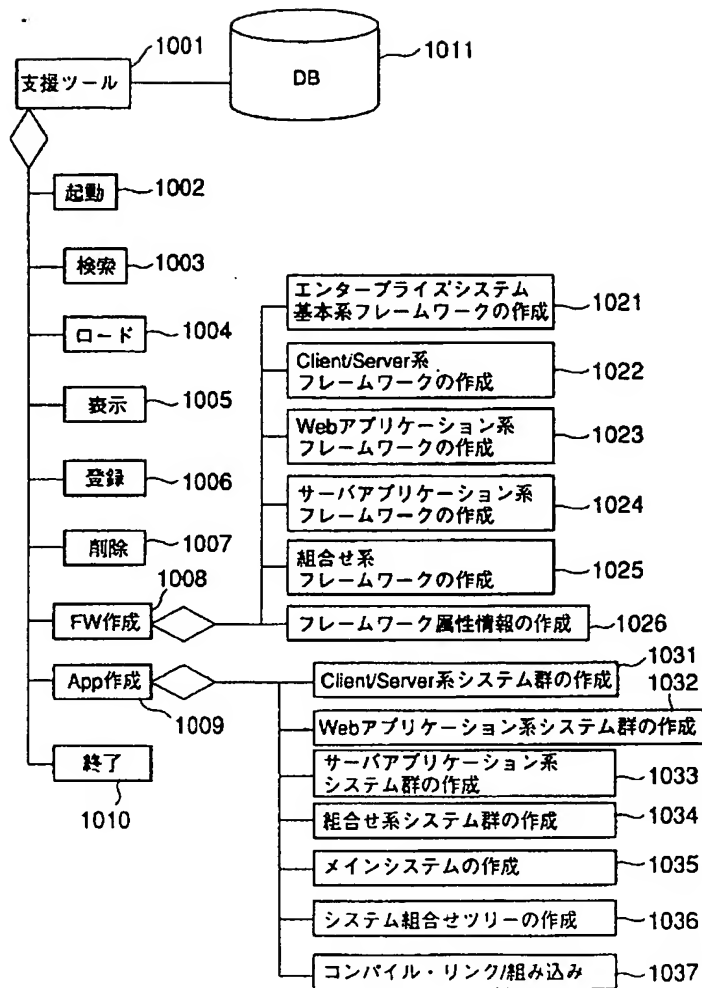 1001
支援ツール
DB
1011
起動
1002
検索
1003
ロード
1004
表示
1005
登録
1006
削除
1007
FW作成
1008
エンタープライズシステム
基本系フレームワークの作成
1021
Client/Server系
フレームワークの作成
1022
Webアプリケーション系
フレームワークの作成
1023
サーバアプリケーション系
フレームワークの作成
1024
組合せ系
フレームワークの作成
1025
フレームワーク属性情報の作成
1026
App作成
1009
Client/Server系システム群の作成
1031
Webアプリケーション系システム群の作成
1032
サーバアプリケーション系
システム群の作成
1033
組合せ系システム群の作成
1034
メインシステムの作成
1035
システム組合せツリーの作成
1036
コンパイル・リンク/組み込み
1037
終了
1010